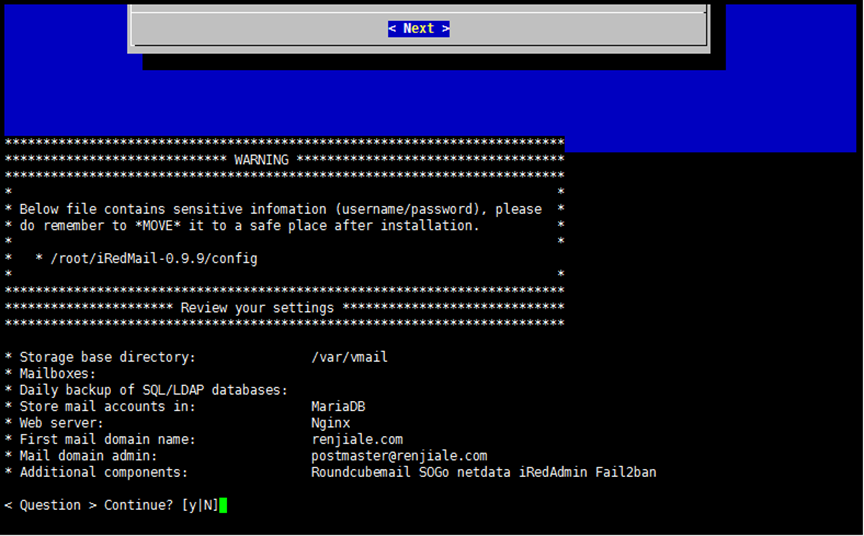 < Next >
*************************************************************************
***************************** WARNING ***********************************
*************************************************************************
*                                                                       *
* Below file contains sensitive infomation (username/password), please  *
* do remember to *MOVE* it to a safe place after installation.          *
*                                                                       *
*   * /root/iRedMail-0.9.9/config
*                                                                       *
*************************************************************************
********************** Review your settings *****************************
*************************************************************************
* Storage base directory:               /var/vmail
* Mailboxes:
* Daily backup of SQL/LDAP databases:
* Store mail accounts in:               MariaDB
* Web server:                           Nginx
* First mail domain name:               renjiale.com
* Mail domain admin:                    postmaster@renjiale.com
* Additional components:                Roundcubemail SOGo netdata iRedAdmin Fail2ban
< Question > Continue? [y|N]